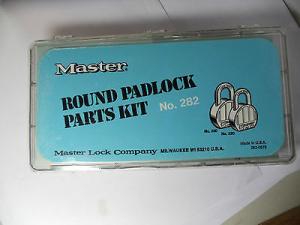 Master
ROUND PADLOCK
PARTS KIT No. 282
Master Lock Company MILWAUKEE WI 53210 U.S.A.
Made in U.S.A.